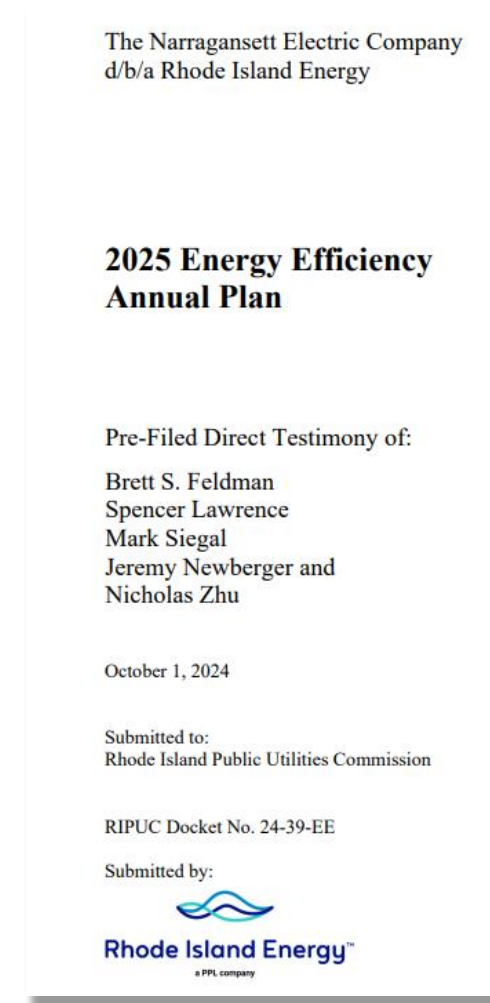 The Narragansett Electric Company
d/b/a Rhode Island Energy
2025 Energy Efficiency
Annual Plan
Pre-Filed Direct Testimony of:
Brett S. Feldman
Spencer Lawrence
Mark Siegal
Jeremy Newberger and
Nicholas Zhu
October 1, 2024
Submitted to:
Rhode Island Public Utilities Commission
RIPUC Docket No. 24-39-EE
Submitted by:
Rhode Island Energy™
a PPL company